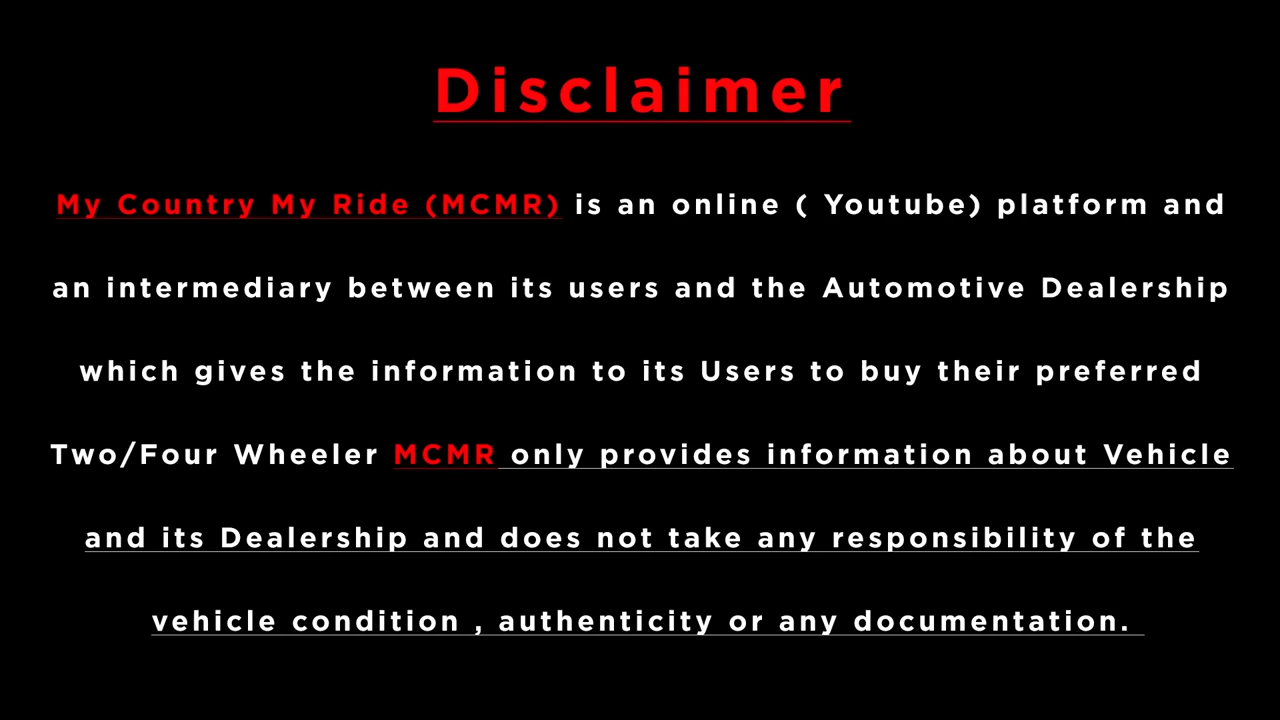 Disclaimer
My Country My Ride (MCMR) is an online ( Youtube) platform and
an intermediary between its users and the Automotive Dealership
which gives the information to its Users to buy their preferred
Two/Four Wheeler MCMR only provides information about Vehicle
and its Dealership and does not take any responsibility of the
vehicle condition , authenticity or any documentation.